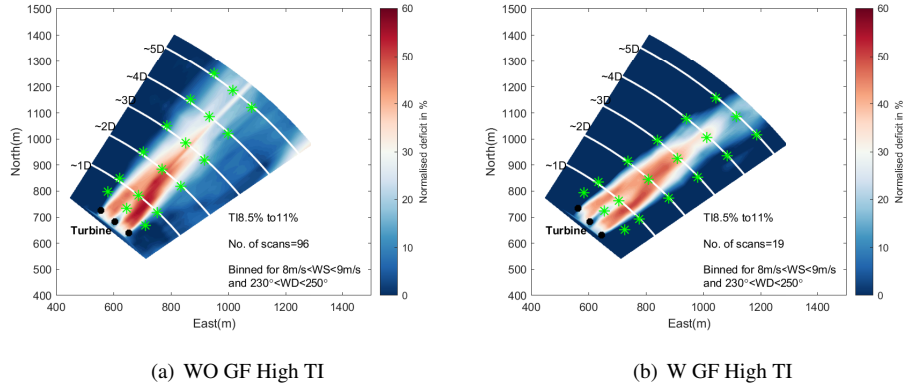 1500
1400
1300
1200
1100
1000
900
800
700
600
500
400
North(m)
400
600
800
1000
1200
1400
East(m)
~5D
~4D
~3D
~2D
~1D
Turbine
TI8.5% to11%
No. of scans=96
Binned for 8m/s<WS<9m/s
and 230°<WD<250°
60
50
40
30
20
10
0
Normalised deficit in %
(a) WO GF High TI
1500
1400
1300
1200
1100
1000
900
800
700
600
500
400
North(m)
400
600
800
1000
1200
1400
East(m)
~5D
~4D
~3D
~2D
~1D
Turbine
TI8.5% to11%
No. of scans=19
Binned for 8m/s<WS<9m/s
and 230°<WD<250°
60
50
40
30
20
10
0
Normalised deficit in %
(b) W GF High TI